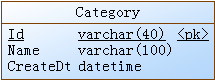 Category
Id varchar(40) <pk>
Name varchar(100)
CreateDt datetime